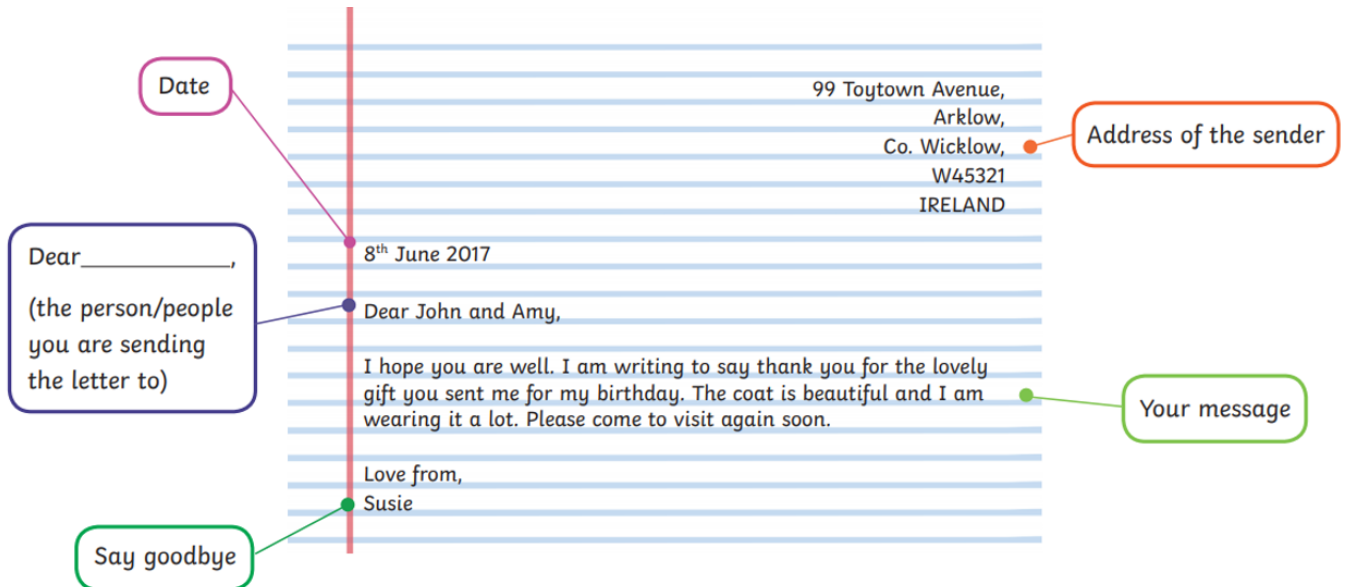 Date
99 Toytown Avenue,
Arklow,
Co. Wicklow,
W45321
IRELAND
Address of the sender
8th June 2017
Dear____________,
(the person/people
you are sending
the letter to)
Dear John and Amy,
I hope you are well. I am writing to say thank you for the lovely
gift you sent me for my birthday. The coat is beautiful and I am
wearing it a lot. Please come to visit again soon.
Your message
Love from,
Susie
Say goodbye